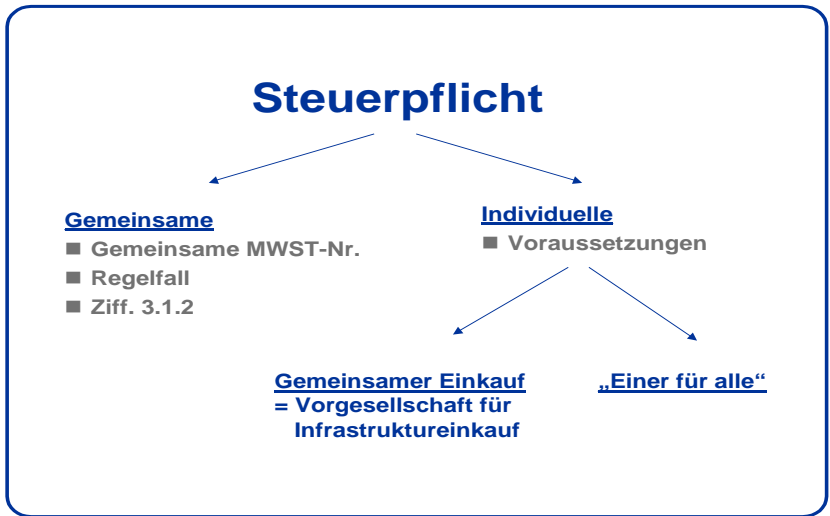 Steuerpflicht
Gemeinsame
■ Gemeinsame MWST-Nr.
■ Regelfall
■ Ziff. 3.1.2
Individuelle
■ Voraussetzungen
Gemeinsamer Einkauf
= Vorgesellschaft für
Infrastruktureinkauf
„Einer für alle“